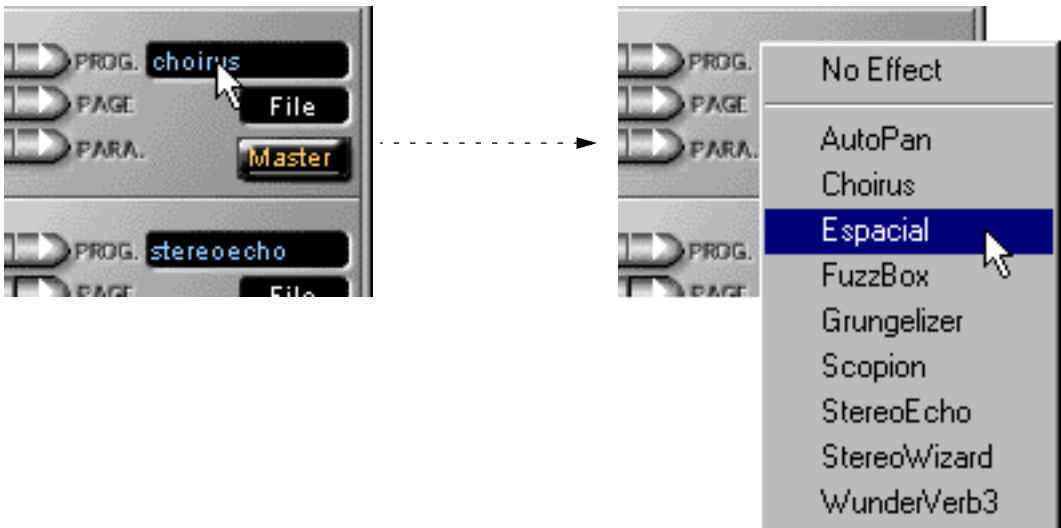 PROG. choirus
PAGE File
PARA. Master
PROG. stereoecho
PAGE File
PROG.
PAGE
PARA.
PROG.
PAGE
No Effect
AutoPan
Choirus
Espacial
FuzzBox
Grungelizer
Scopion
StereoEcho
StereoWizard
WunderVerb3